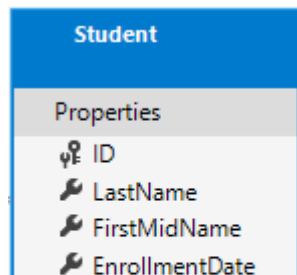 Student
Properties
ID
LastName
FirstMidName
EnrollmentDate